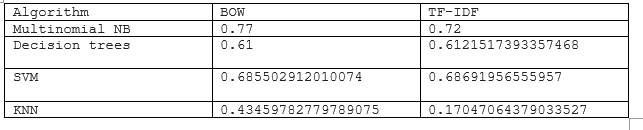 Algorithm BOW TF-IDF
Multinomial NB 0.77 0.72
Decision trees 0.61 0.6121517393357468
SVM 0.685502912010074 0.68691956555957
KNN 0.43459782779789075 0.17047064379033527